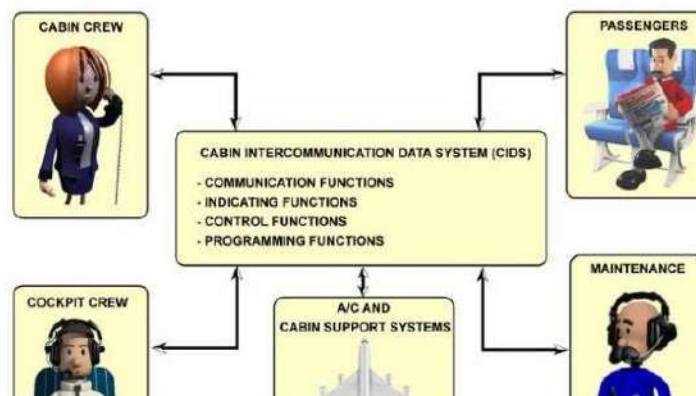 CABIN CREW
PASSENGERS
CABIN INTERCOMMUNICATION DATA SYSTEM (CIDS)
- COMMUNICATION FUNCTIONS
- INDICATING FUNCTIONS
- CONTROL FUNCTIONS
- PROGRAMMING FUNCTIONS
COCKPIT CREW
A/C AND
CABIN SUPPORT SYSTEMS
MAINTENANCE